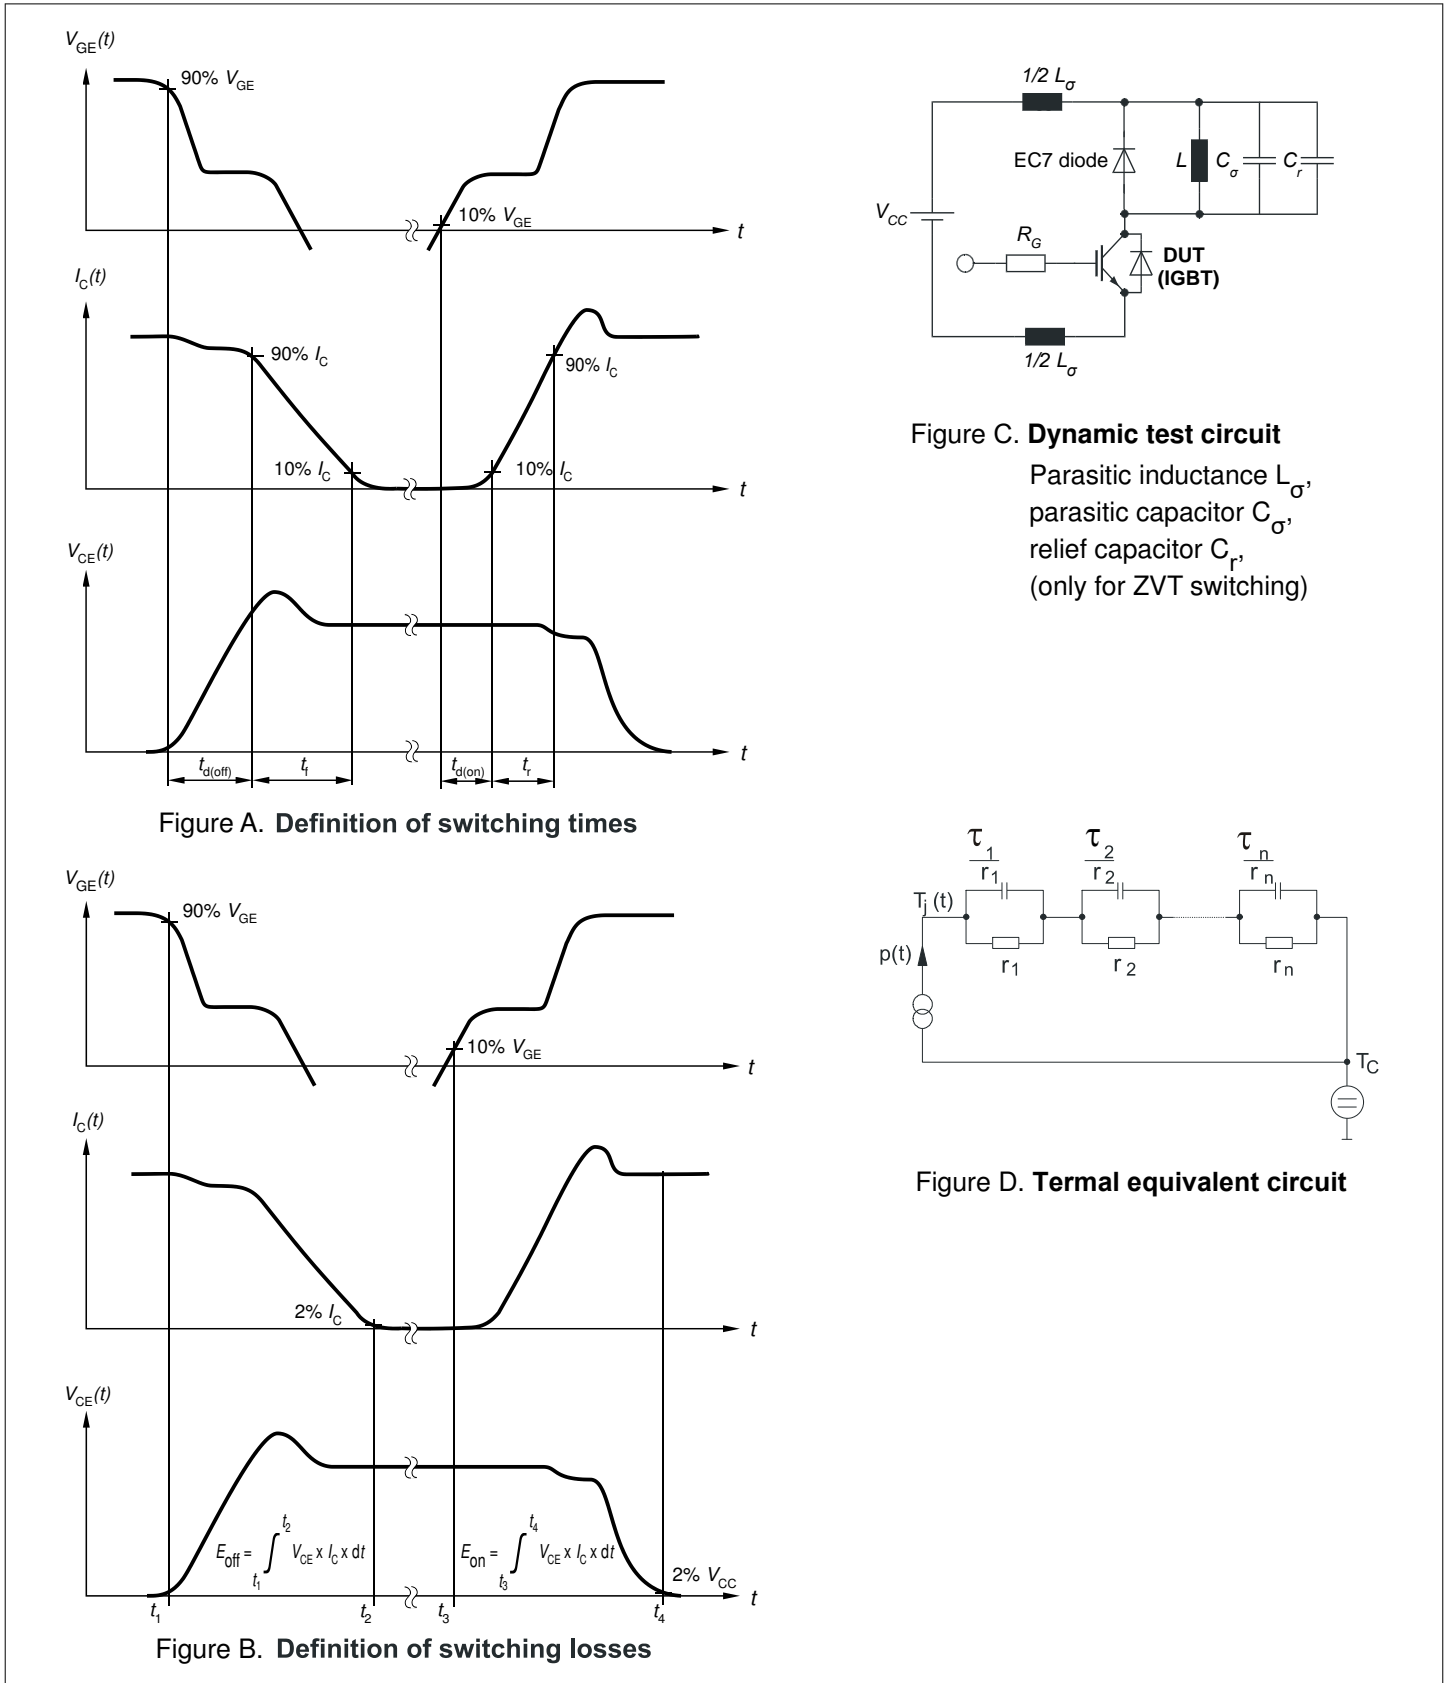 V_GE(t)
90% V_GE
10% V_GE
t
I_C(t)
90% I_C
90% I_C
10% I_C
10% I_C
t
V_CE(t)
t
t_d(off) t_f t_d(on) t_r
Figure A. Definition of switching times
V_GE(t)
90% V_GE
10% V_GE
t
I_C(t)
2% I_C
t
V_CE(t)
E_off = ∫_t1^t2 V_CE x I_C x dt
E_on = ∫_t3^t4 V_CE x I_C x dt
2% V_CC
t
t_1 t_2 t_3 t_4
Figure B. Definition of switching losses
1/2 L_σ
EC7 diode
L C_σ C_r
V_CC
R_G
DUT
(IGBT)
1/2 L_σ
Figure C. Dynamic test circuit
Parasitic inductance L_σ,
parasitic capacitor C_σ,
relief capacitor C_r,
(only for ZVT switching)
τ_1 τ_2 τ_n
r_1 r_2 r_n
T_j (t)
p(t)
r_1 r_2 r_n
T_C
Figure D. Termal equivalent circuit